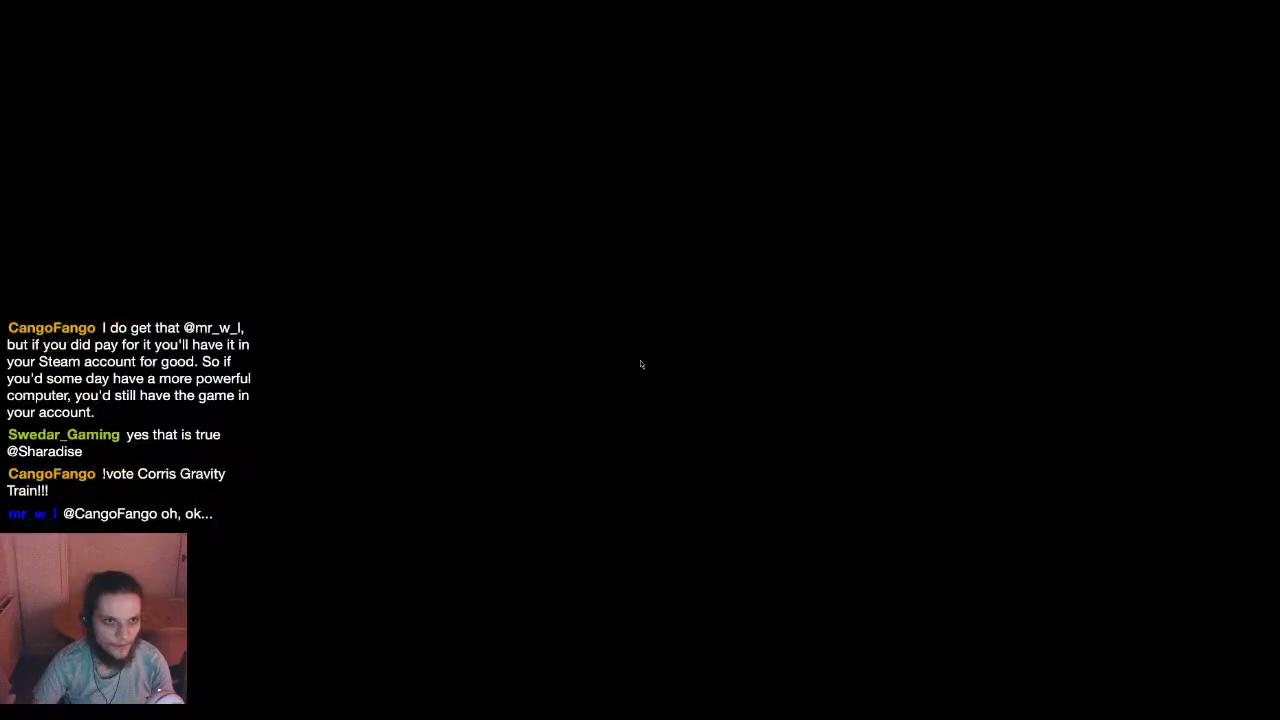 CangoFango I do get that @mr_w_l,
but if you did pay for it you'll have it in
your Steam account for good. So if
you'd some day have a more powerful
computer, you'd still have the game in
your account.
Swedar_Gaming yes that is true
@Sharadise
CangoFango !vote Corris Gravity
Train!!!
mr_w_l @CangoFango oh, ok...